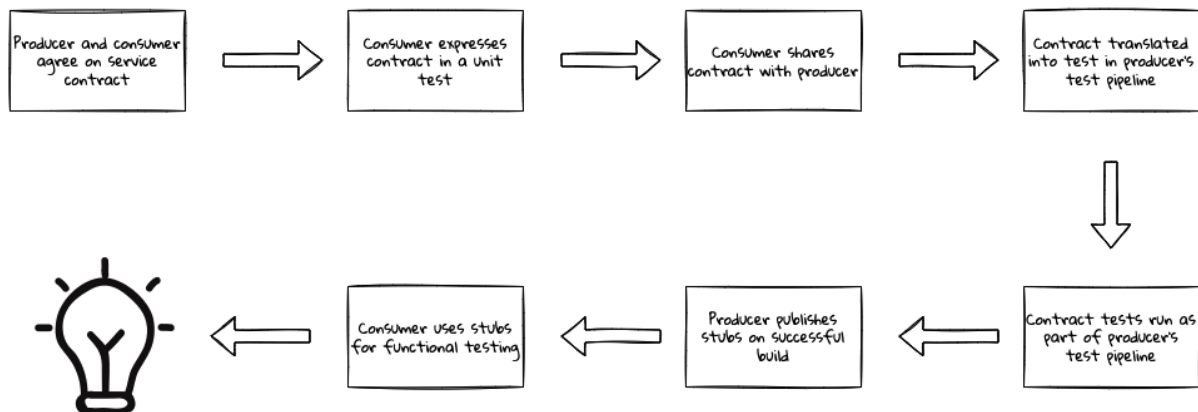 Producer and consumer
agree on service
contract
Consumer expresses
contract in a unit
test
Consumer shares
contract with producer
Contract translated
into test in producer's
test pipeline
Contract tests run as
part of producer's
test pipeline
Producer publishes
stubs on successful
build
Consumer uses stubs
for functional testing